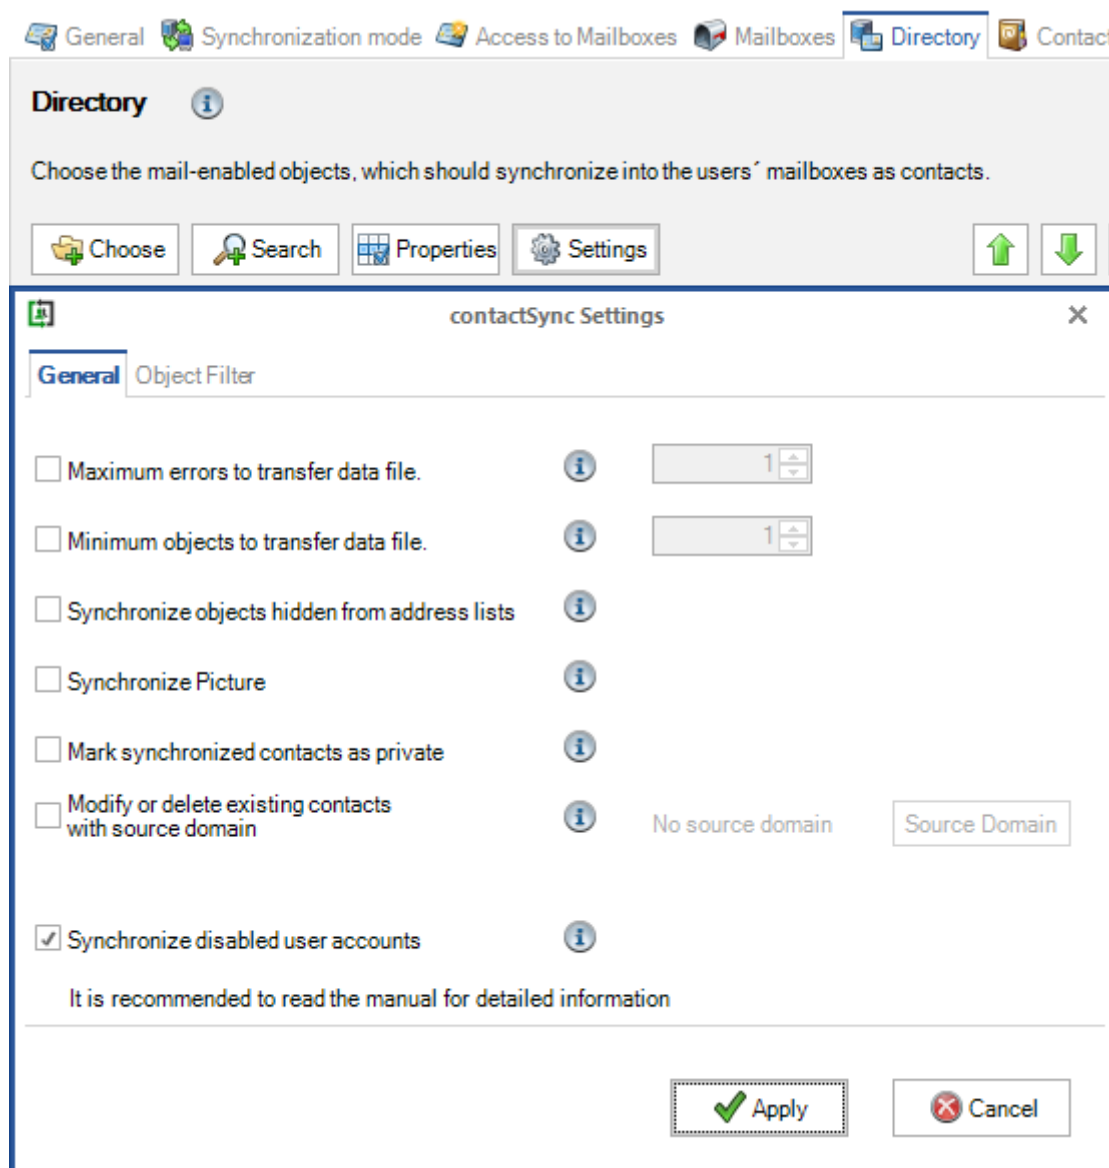 General Synchronization mode Access to Mailboxes Mailboxes Directory Contact
Directory
Choose the mail-enabled objects, which should synchronize into the users´ mailboxes as contacts.
Choose Search Properties Settings
contactSync Settings
General Object Filter
Maximum errors to transfer data file. 1
Minimum objects to transfer data file. 1
Synchronize objects hidden from address lists
Synchronize Picture
Mark synchronized contacts as private
Modify or delete existing contacts
with source domain
No source domain Source Domain
Synchronize disabled user accounts
It is recommended to read the manual for detailed information
Apply Cancel